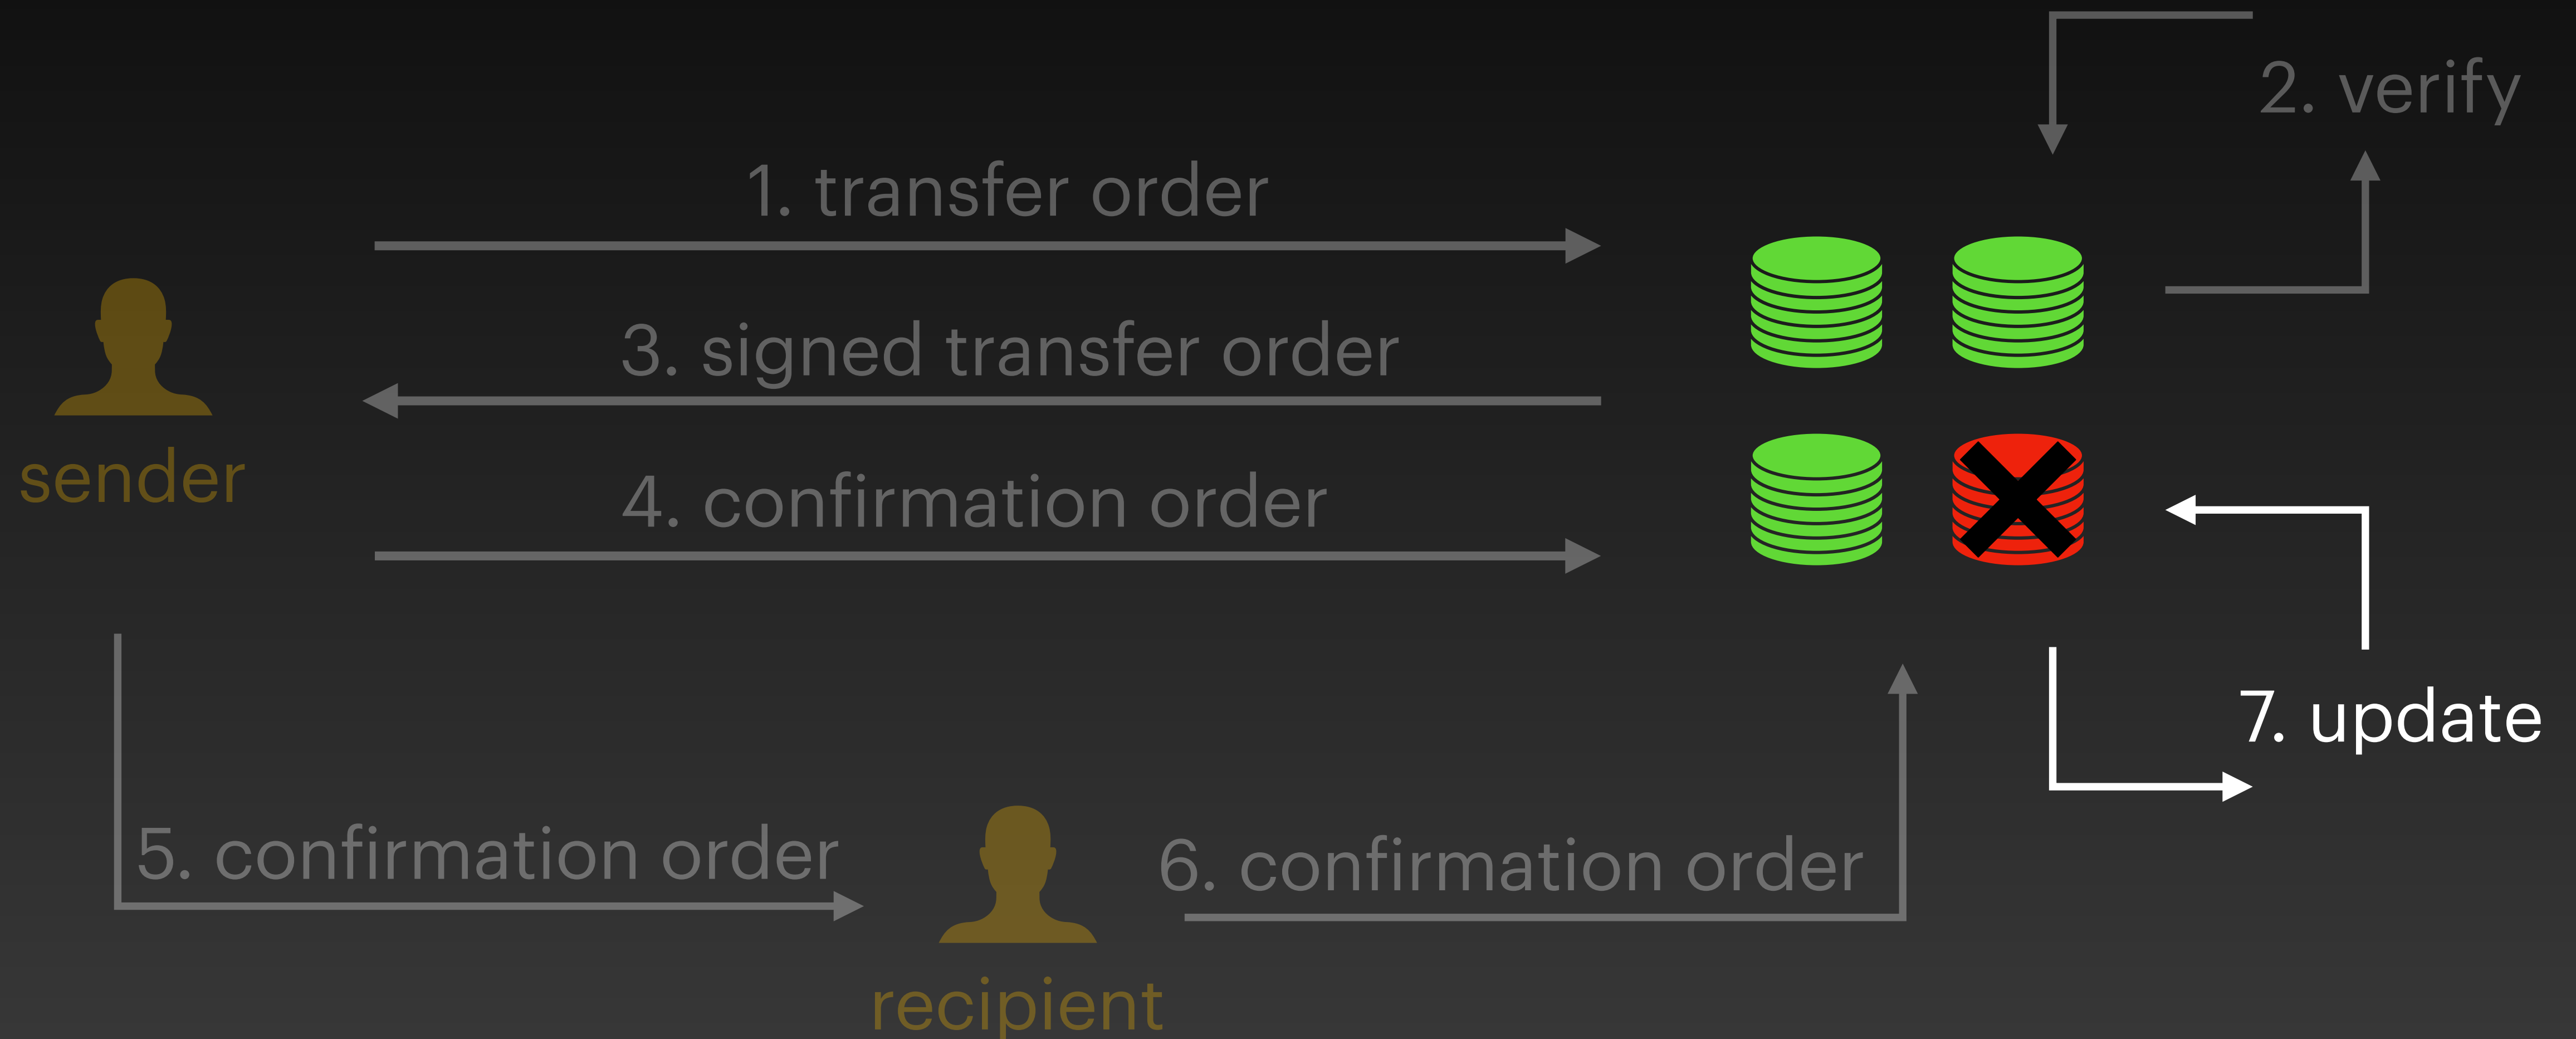 2. verify
1. transfer order
3. signed transfer order
sender
4. confirmation order
7. update
5. confirmation order
6. confirmation order
recipient